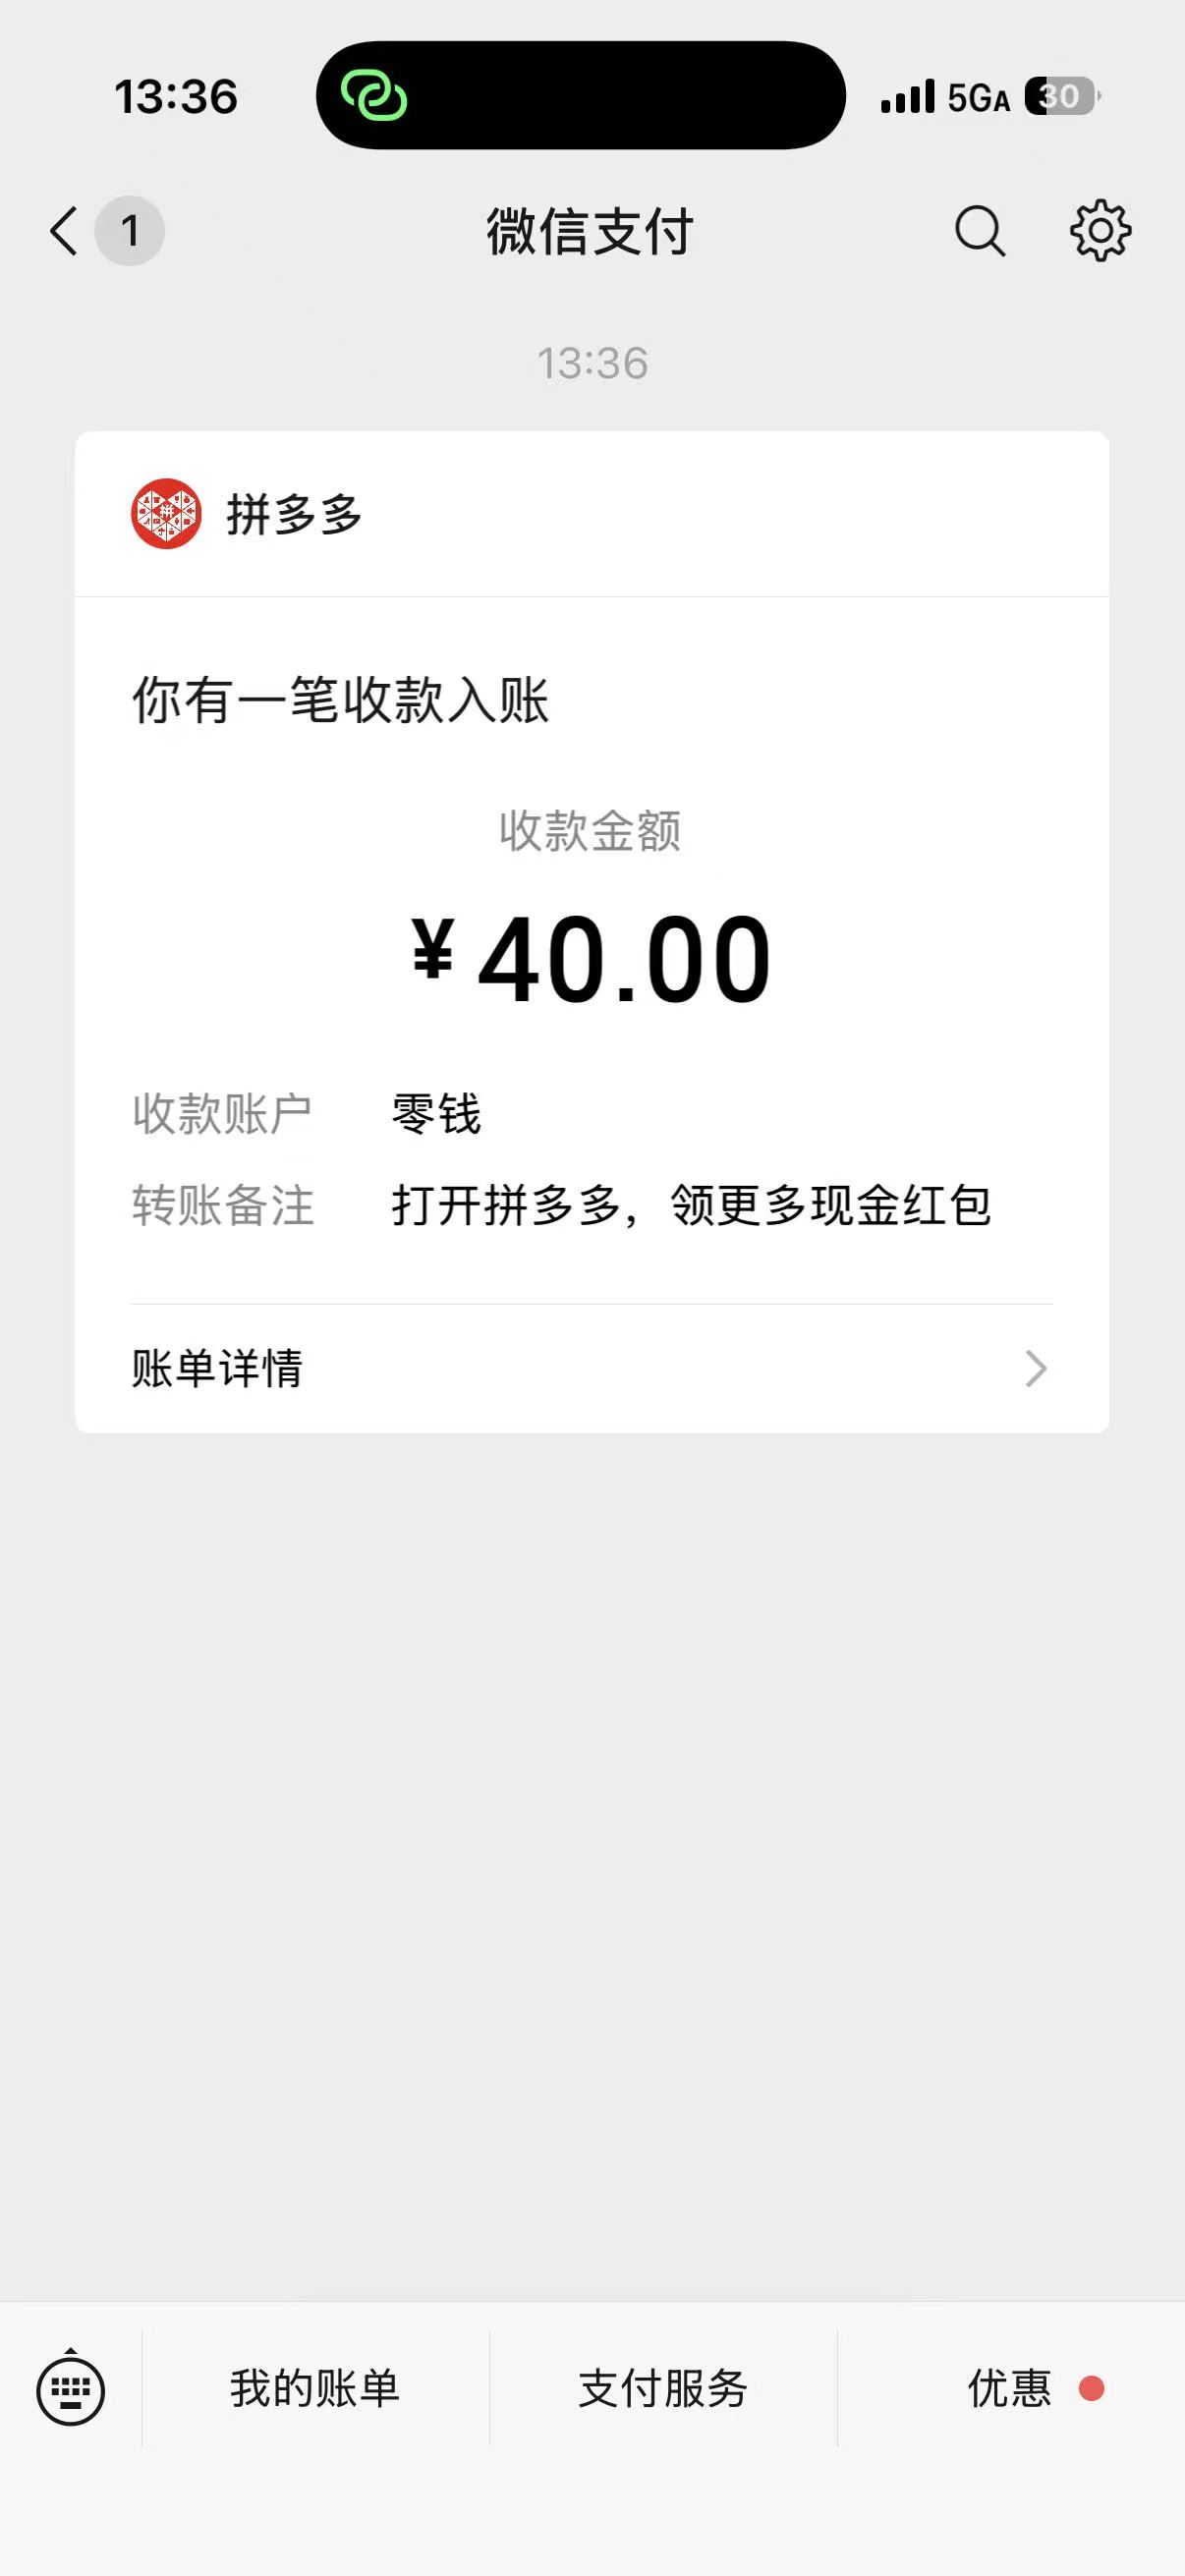 13:36
5GA 30
1
微信支付
13:36
拼多多
你有一笔收款入账
收款金额
¥40.00
收款账户 零钱
转账备注 打开拼多多，领更多现金红包
账单详情
我的账单 支付服务 优惠